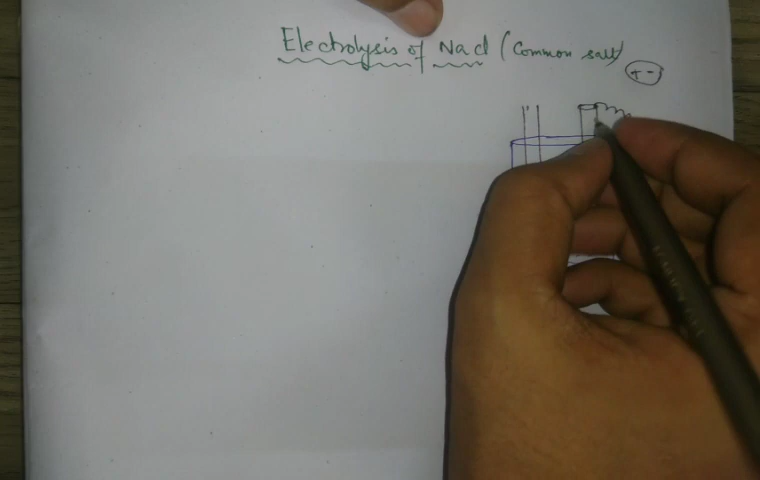 Electrolysis of Nacl (Common salt)
+ -